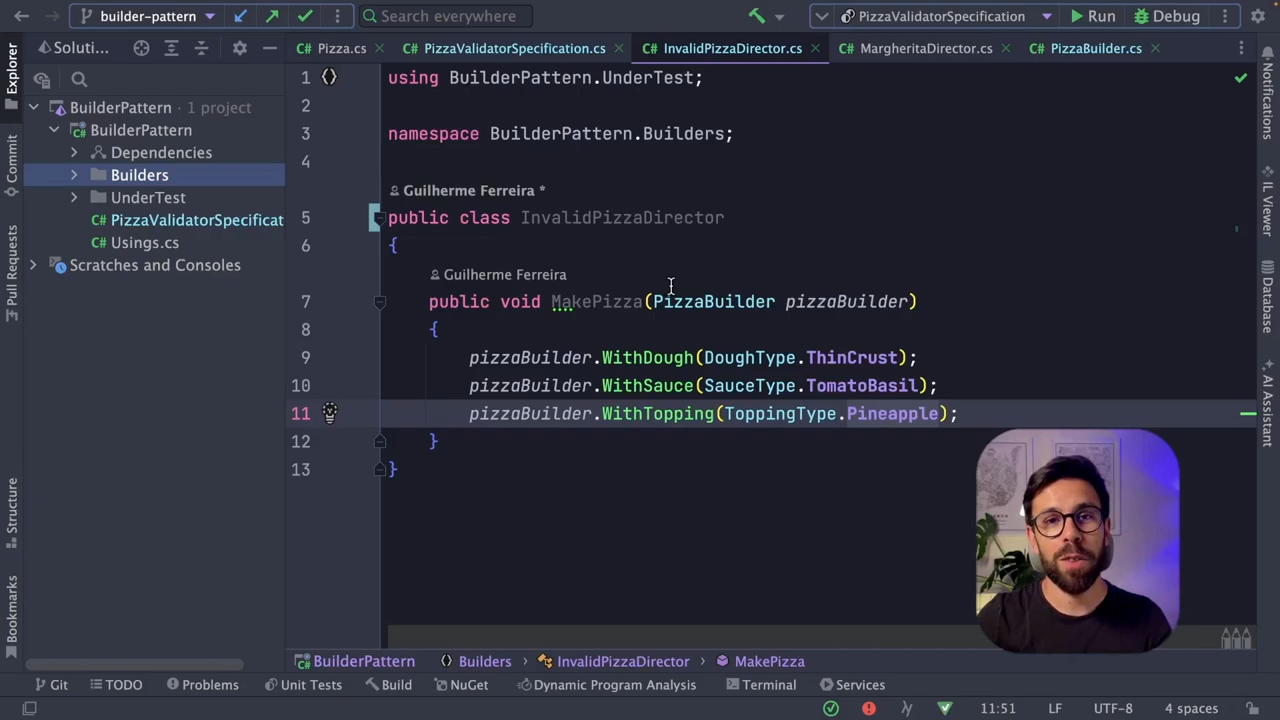 builder-pattern
Search everywhere
PizzaValidatorSpecification
Run
Debug
Soluti...
Pizza.cs
PizzaValidatorSpecification.cs
InvalidPizzaDirector.cs
MargheritaDirector.cs
PizzaBuilder.cs
Explorer
Commit
Pull Requests
Structure
Bookmarks
BuilderPattern · 1 project
BuilderPattern
Dependencies
Builders
UnderTest
C# PizzaValidatorSpecificat
C# Usings.cs
Scratches and Consoles
1 using BuilderPattern.UnderTest;
2
3 namespace BuilderPattern.Builders;
4
Guilherme Ferreira *
5 public class InvalidPizzaDirector
6 {
Guilherme Ferreira
7 public void MakePizza(PizzaBuilder pizzaBuilder)
8 {
9 pizzaBuilder.WithDough(DoughType.ThinCrust);
10 pizzaBuilder.WithSauce(SauceType.TomatoBasil);
11 pizzaBuilder.WithTopping(ToppingType.Pineapple);
12 }
13 }
Notifications
IL Viewer
Database
AI Assistant
BuilderPattern
Builders
InvalidPizzaDirector
MakePizza
Git
TODO
Problems
Unit Tests
Build
NuGet
Dynamic Program Analysis
Terminal
Services
11:51
LF
UTF-8
4 spaces